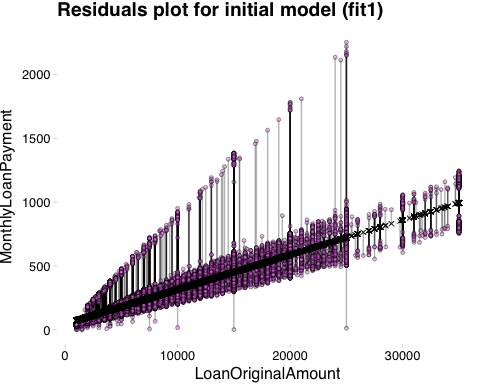 Residuals plot for initial model (fit1)
MonthlyLoanPayment
2000
1500
1000
500
0
0 10000 20000 30000
LoanOriginalAmount